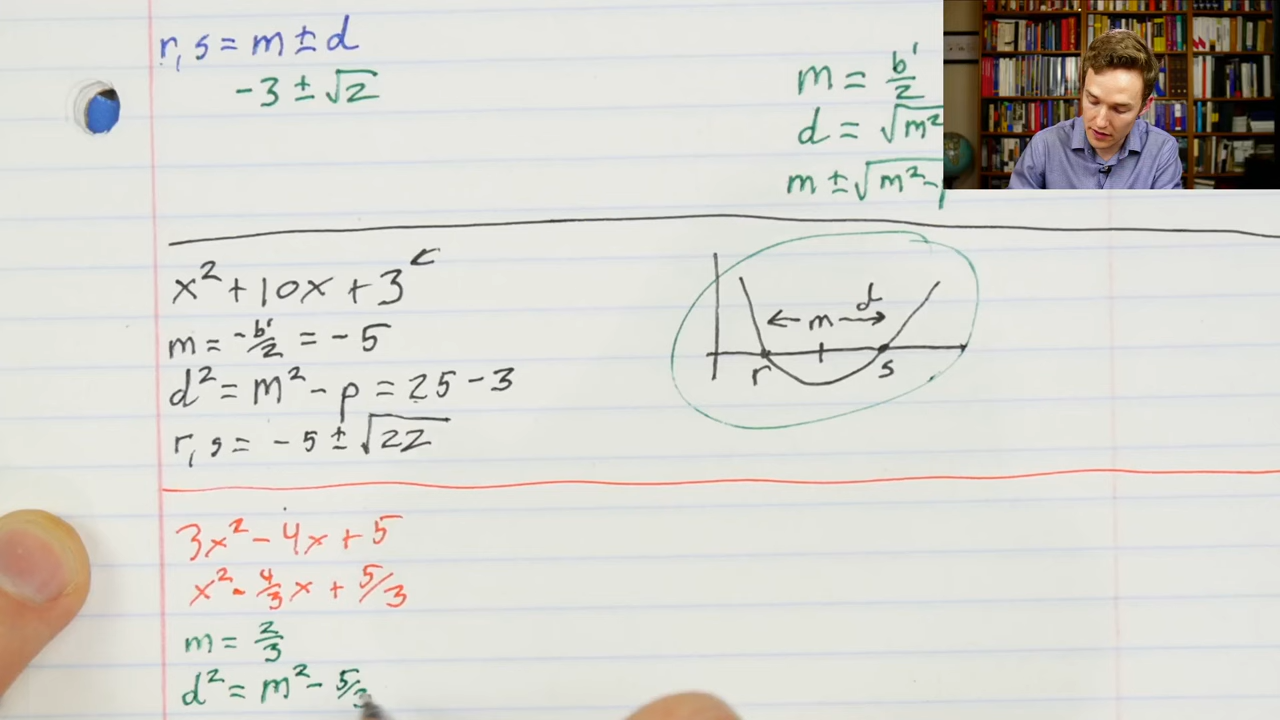 r, s = m ± d
-3 ± √2
m = b'/2
d = √m²
m ± √m² -
x² + 10x + 3
m = -b'/2 = -5
d² = m² - p = 25 - 3
r, s = -5 ± √22
← m → d
r s
3x² - 4x + 5
x² - 4/3 x + 5/3
m = 2/3
d² = m² - 5/3